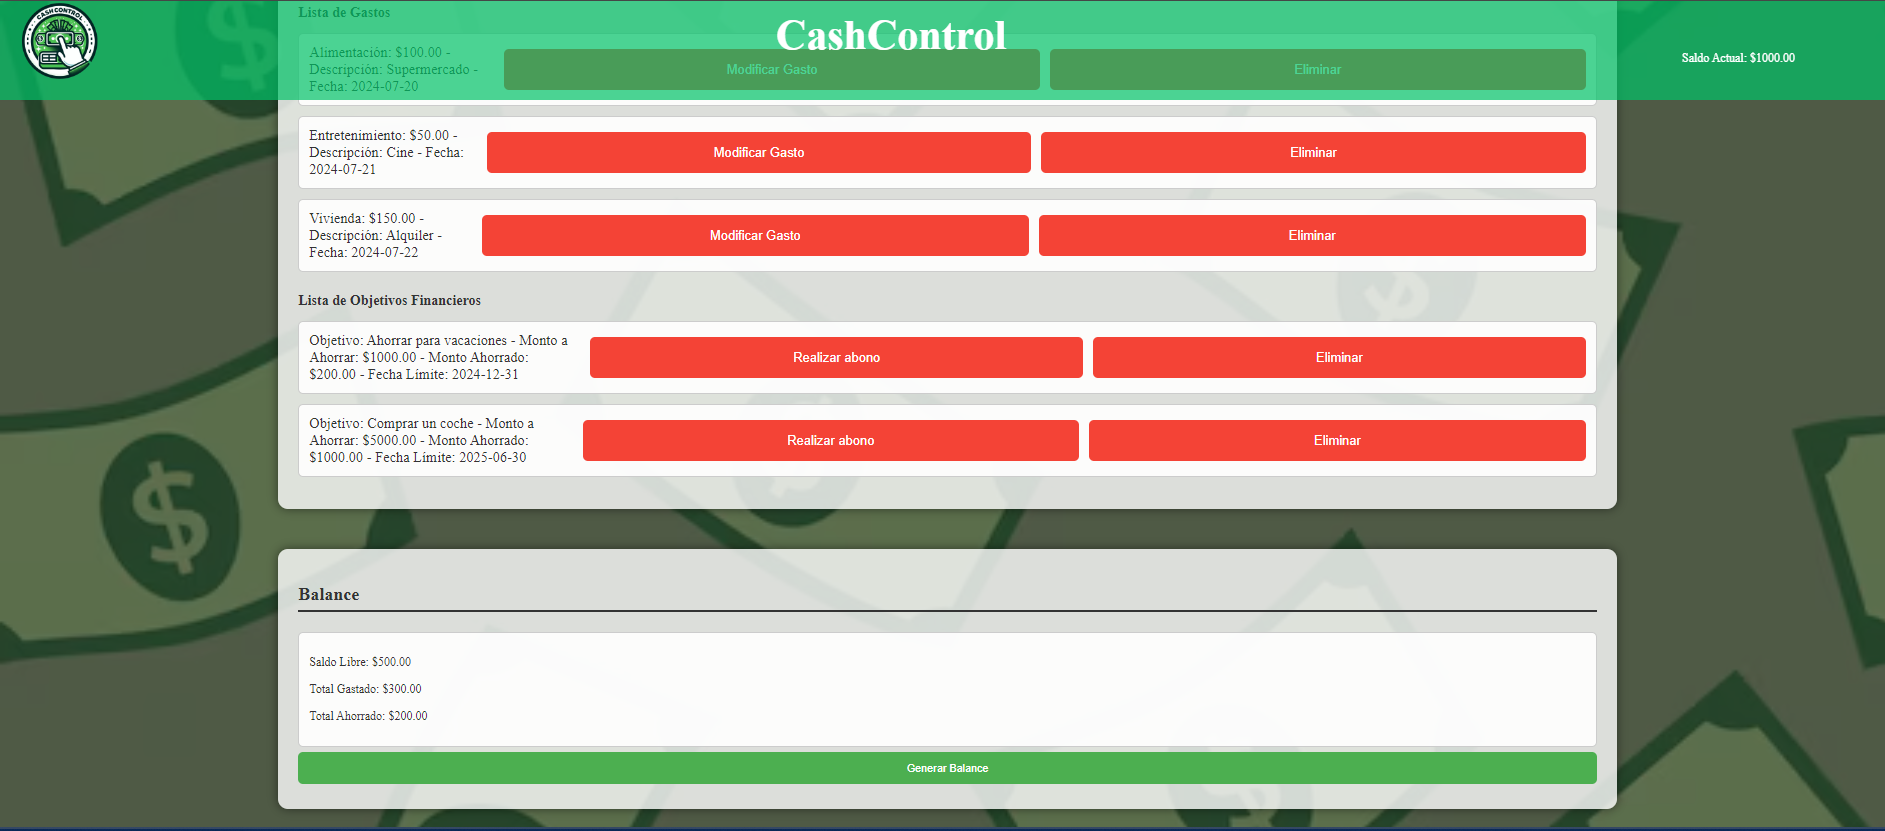 CASH CONTROL
CashControl
Saldo Actual: $1000.00
Lista de Gastos
Alimentación: $100.00 -
Descripción: Supermercado -
Fecha: 2024-07-20
Modificar Gasto
Eliminar
Entretenimiento: $50.00 -
Descripción: Cine - Fecha:
2024-07-21
Modificar Gasto
Eliminar
Vivienda: $150.00 -
Descripción: Alquiler -
Fecha: 2024-07-22
Modificar Gasto
Eliminar
Lista de Objetivos Financieros
Objetivo: Ahorrar para vacaciones - Monto a
Ahorrar: $1000.00 - Monto Ahorrado:
$200.00 - Fecha Límite: 2024-12-31
Realizar abono
Eliminar
Objetivo: Comprar un coche - Monto a
Ahorrar: $5000.00 - Monto Ahorrado:
$1000.00 - Fecha Límite: 2025-06-30
Realizar abono
Eliminar
Balance
Saldo Libre: $500.00
Total Gastado: $300.00
Total Ahorrado: $200.00
Generar Balance